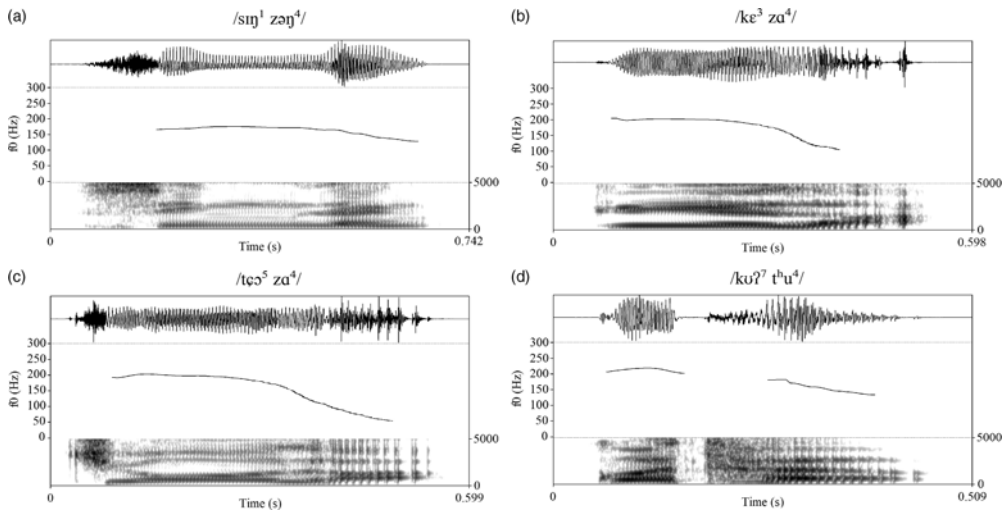 (a)
/sɪŋ¹ zəŋ⁴/
300
250
200
150
100
50
0
f0 (Hz)
5000
0
0
Time (s)
0.742
(b)
/kɛ³ zɑ⁴/
300
250
200
150
100
50
0
f0 (Hz)
5000
0
0
Time (s)
0.598
(c)
/tɕɔ⁵ zɑ⁴/
300
250
200
150
100
50
0
f0 (Hz)
5000
0
0
Time (s)
0.599
(d)
/kʊʔ⁷ tʰu⁴/
300
250
200
150
100
50
0
f0 (Hz)
5000
0
0
Time (s)
0.509